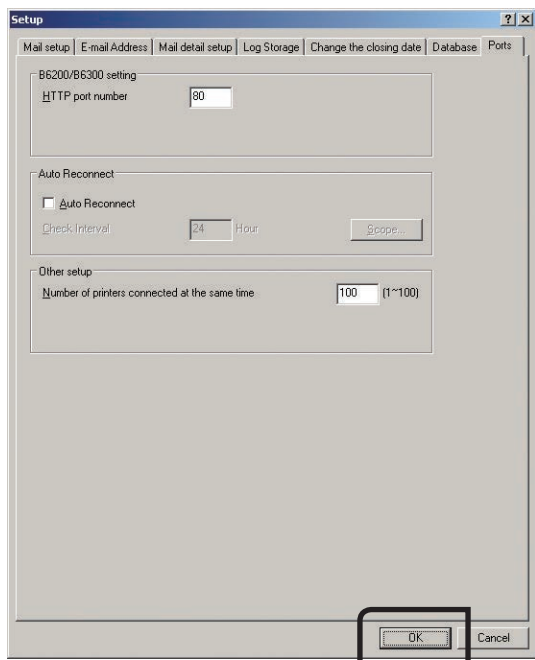 Setup
Mail setup E-mail Address Mail detail setup Log Storage Change the closing date Database Ports
B6200/B6300 setting
HTTP port number 80
Auto Reconnect
Auto Reconnect
Check Interval 24 Hour Scope...
Other setup
Number of printers connected at the same time 100 (1~100)
OK Cancel